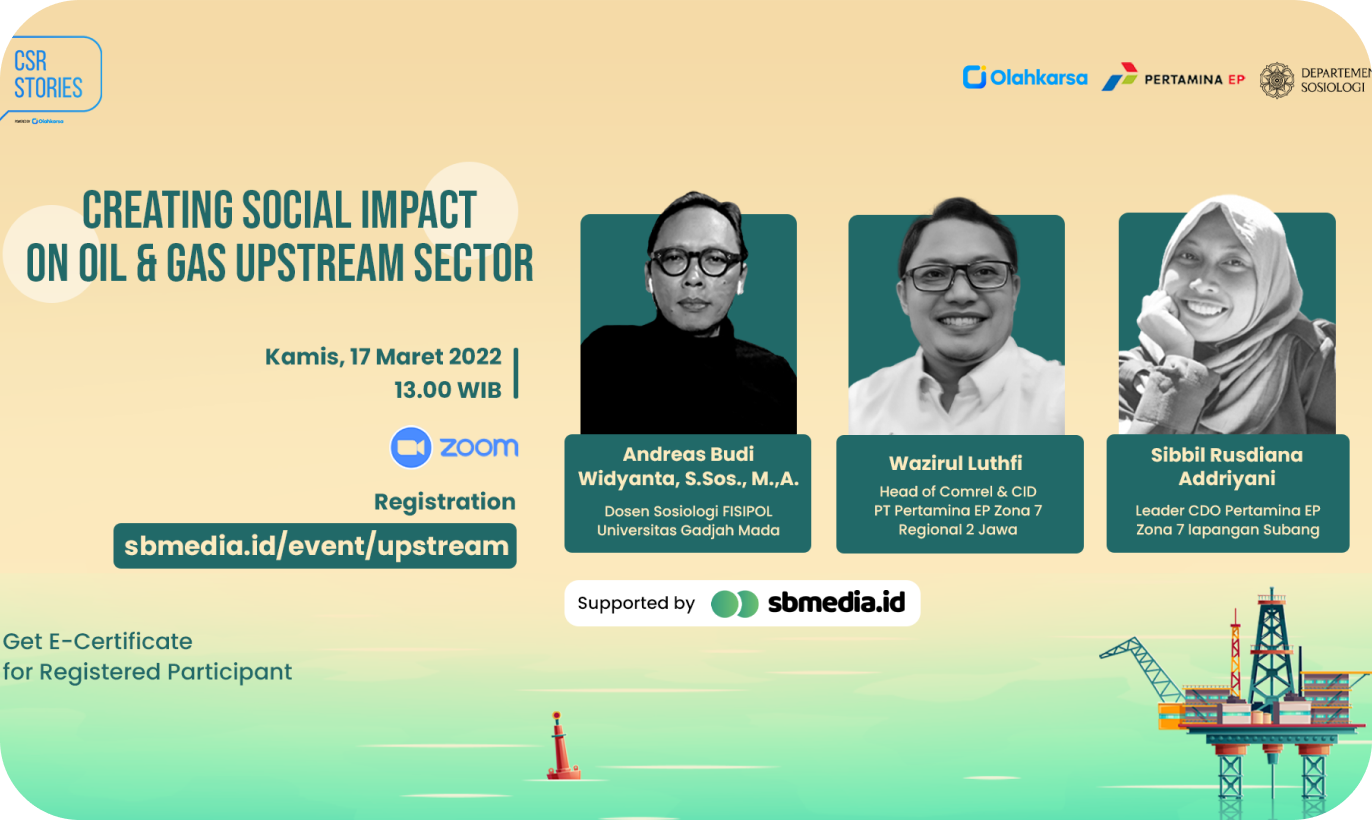 CSR
STORIES
Olahkarsa
Olahkarsa
PERTAMINA EP
SOSIOLOGI
CREATING SOCIAL IMPACT
ON OIL & GAS UPSTREAM SECTOR
Kamis, 17 Maret 2022
13.00 WIB
zoom
Registration
sbmedia.id/event/upstream
Get E-Certificate
for Registered Participant
Andreas Budi
Widyanta, S.Sos., M.,A.
Dosen Sosiologi FISIPOL
Universitas Gadjah Mada
Wazirul Luthfi
Head of Comrel & CID
PT Pertamina EP Zona 7
Regional 2 Jawa
Sibbil Rusdiana
Addriyani
Leader CDO Pertamina EP
Zona 7 lapangan Subang
Supported by sbmedia.id